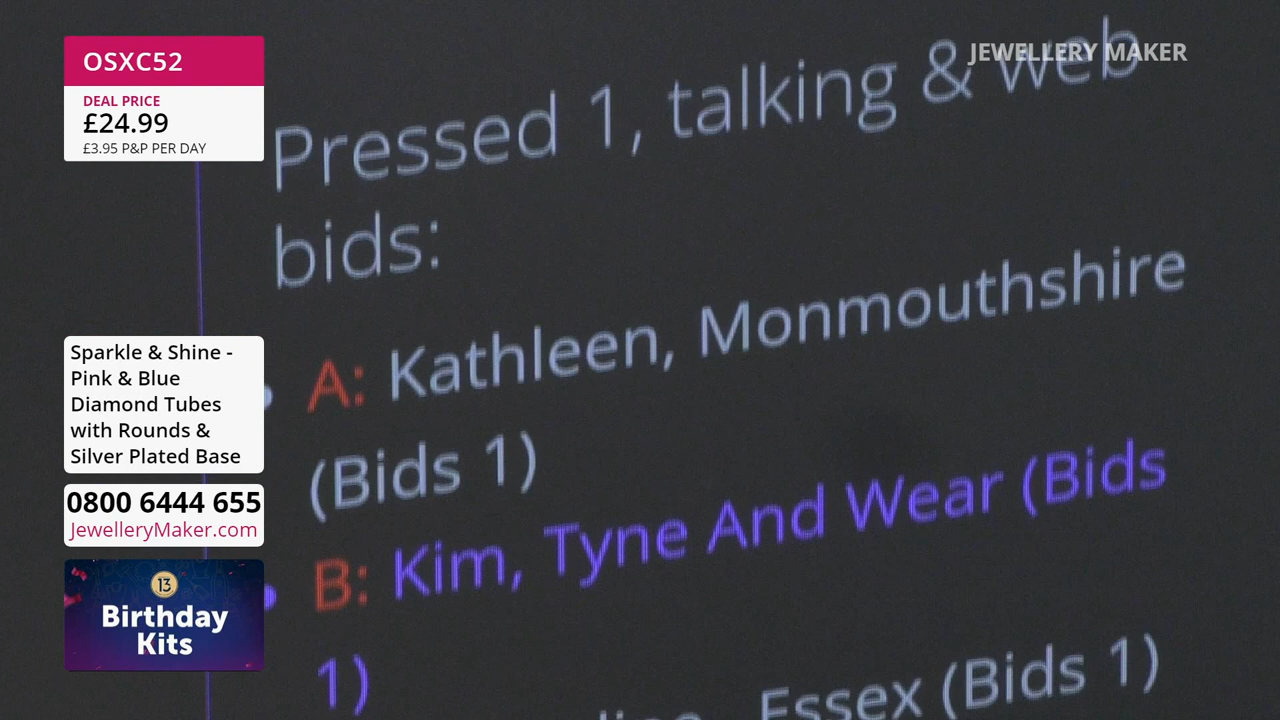 OSXC52
DEAL PRICE
£24.99
£3.95 P&P PER DAY
JEWELLERY MAKER
Pressed 1, talking & web
bids:
A: Kathleen, Monmouthshire
(Bids 1)
B: Kim, Tyne And Wear (Bids
1)
Essex (Bids 1)
Sparkle & Shine -
Pink & Blue
Diamond Tubes
with Rounds &
Silver Plated Base
0800 6444 655
JewelleryMaker.com
13
Birthday
Kits